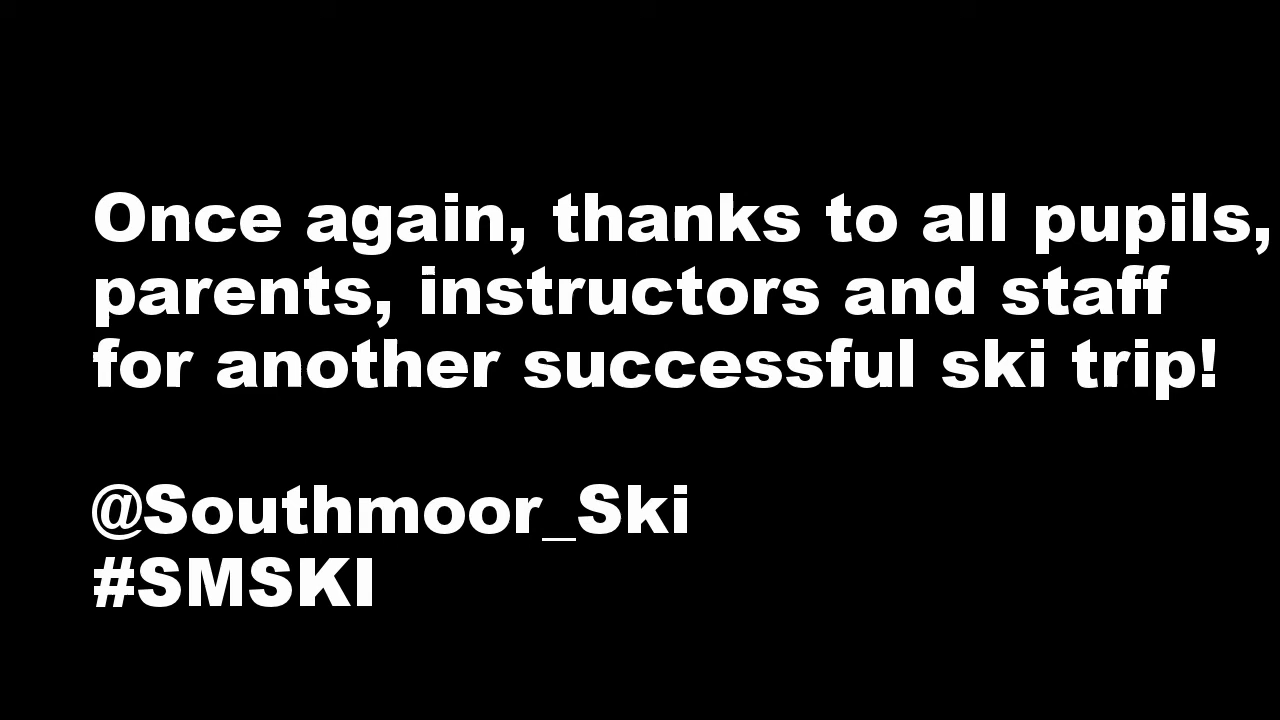 Once again, thanks to all pupils,
parents, instructors and staff
for another successful ski trip!
@Southmoor_Ski
#SMSKI